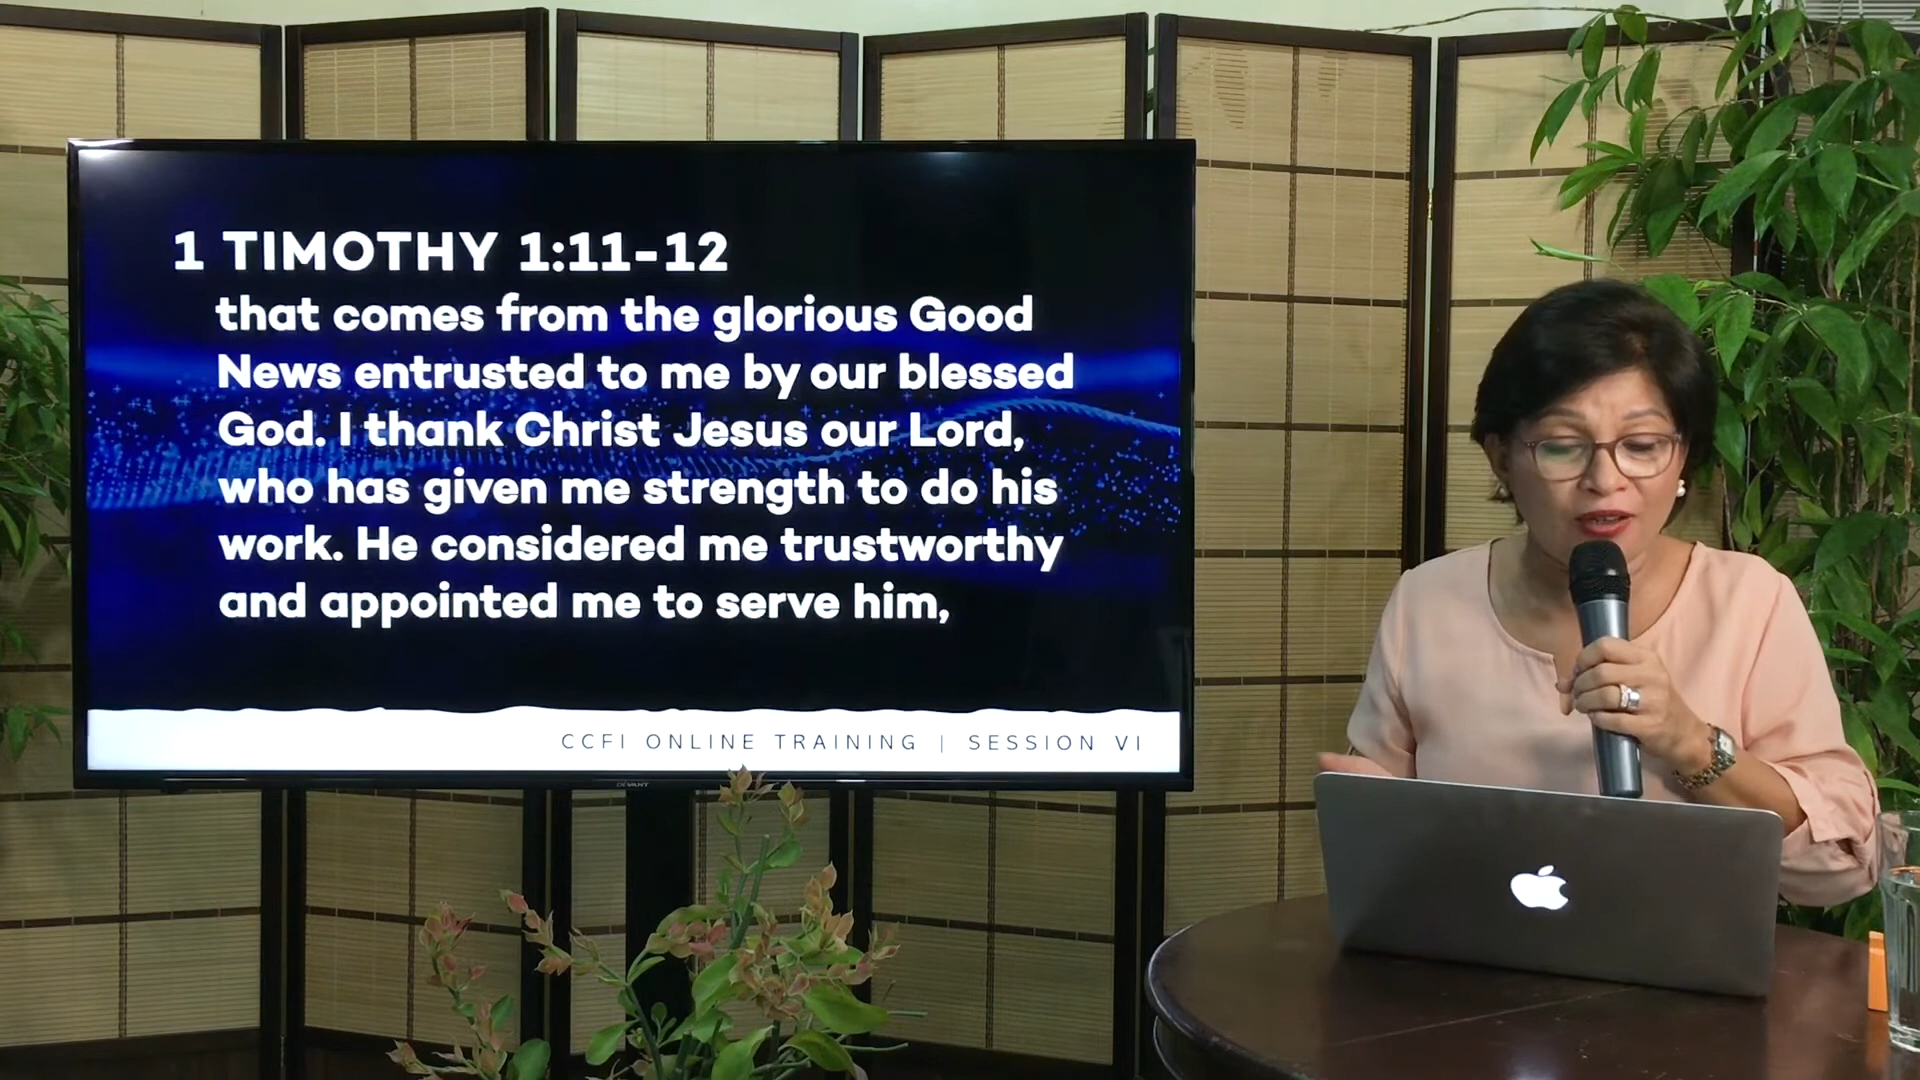 1 TIMOTHY 1:11-12
that comes from the glorious Good
News entrusted to me by our blessed
God. I thank Christ Jesus our Lord,
who has given me strength to do his
work. He considered me trustworthy
and appointed me to serve him,
CCFI ONLINE TRAINING | SESSION VI
DEVANT